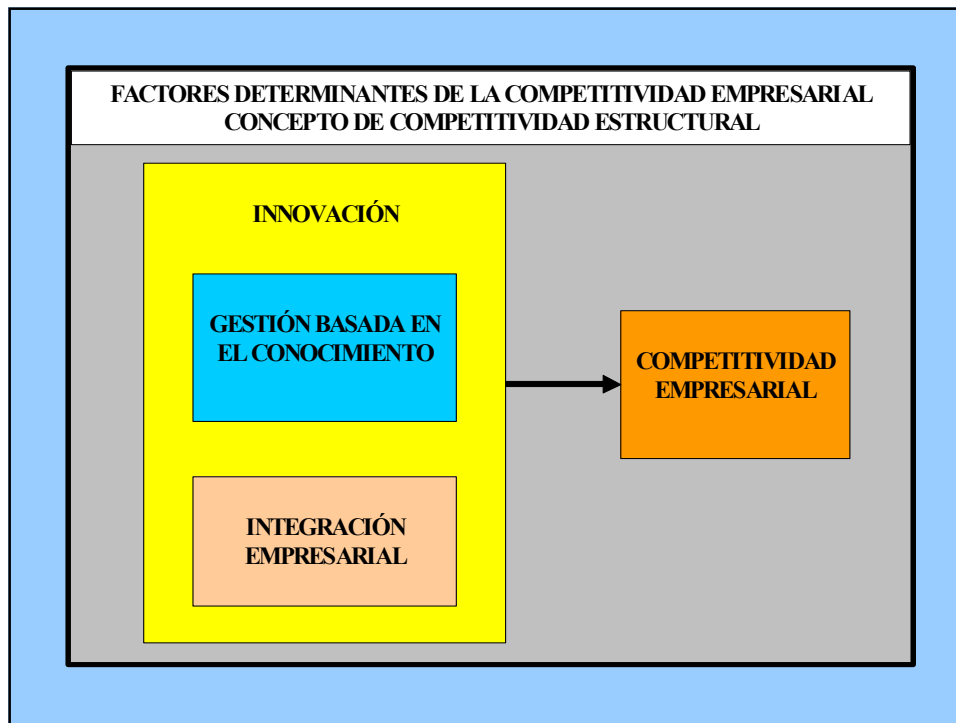 FACTORES DETERMINANTES DE LA COMPETITIVIDAD EMPRESARIAL
CONCEPTO DE COMPETITIVIDAD ESTRUCTURAL
INNOVACIÓN
GESTIÓN BASADA EN
EL CONOCIMIENTO
INTEGRACIÓN
EMPRESARIAL
COMPETITIVIDAD
EMPRESARIAL